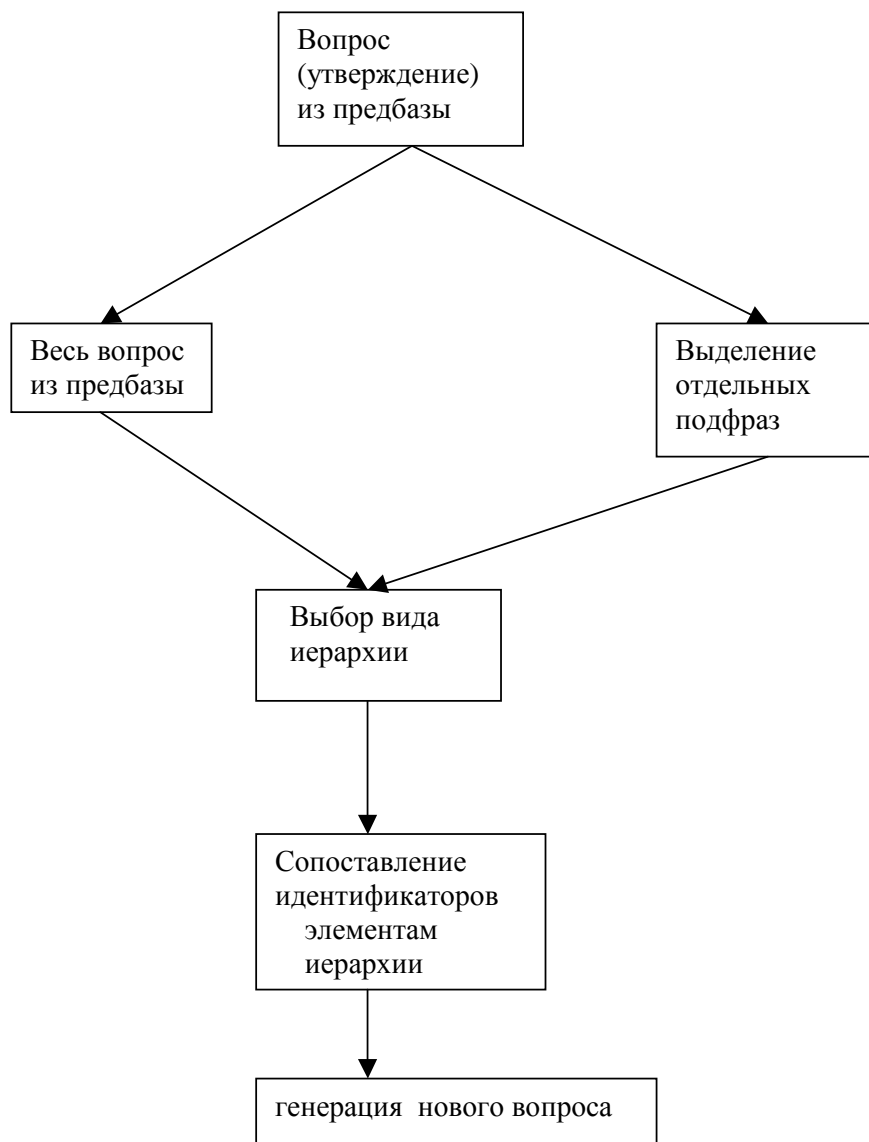 Вопрос
(утверждение)
из предбазы
Весь вопрос
из предбазы
Выделение
отдельных
подфраз
Выбор вида
иерархии
Сопоставление
идентификаторов
элементам
иерархии
генерация нового вопроса